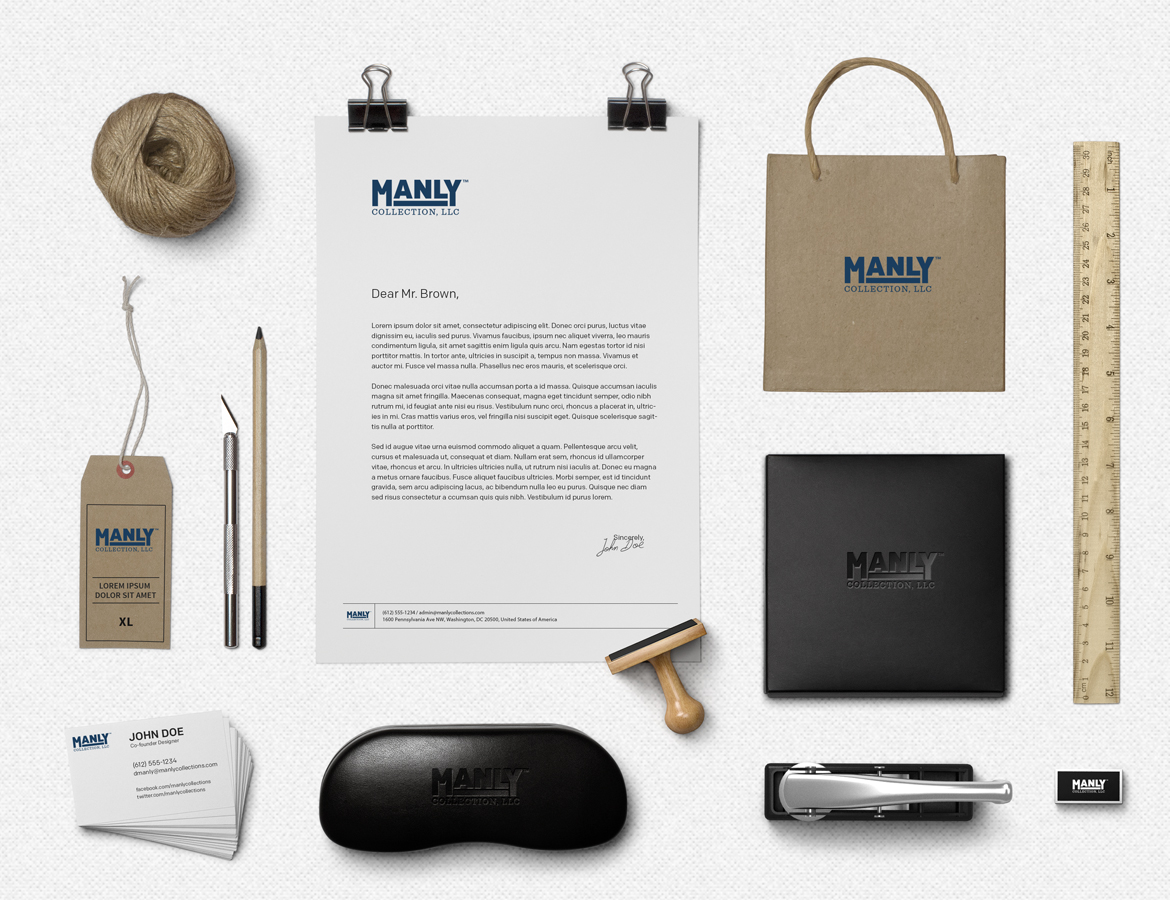 MANLY™
COLLECTION, LLC
Dear Mr. Brown,
Lorem ipsum dolor sit amet, consectetur adipiscing elit. Donec orci purus, luctus vitae
dignissim eu, iaculis sed purus. Vivamus faucibus, ipsum nec aliquet viverra, leo mauris
condimentum ligula, sit amet sagittis enim ligula quis arcu. Nam egestas tortor id nisi
porttitor mattis. In tortor ante, ultricies in suscipit a, tempus non massa. Vivamus et
auctor mi. Fusce vel massa nulla. Phasellus nec eros mauris, et scelerisque orci.
Donec malesuada orci vitae nulla accumsan porta a id massa. Quisque accumsan iaculis
magna sit amet fringilla. Maecenas consequat, magna eget tincidunt semper, odio nibh
rutrum mi, id feugiat ante nisi eu risus. Vestibulum nunc orci, rhoncus a placerat in, ultric-
ies in mi. Cras mattis varius eros, vel fringilla nisi suscipit eget. Quisque scelerisque sagit-
tis nulla at porttitor.
Sed id augue vitae urna euismod commodo aliquet a quam. Pellentesque arcu velit,
cursus et malesuada ut, consequat et diam. Nullam erat sem, rhoncus id ullamcorper
vitae, rhoncus et arcu. In ultricies ultricies nulla, ut rutrum nisi iaculis at. Donec eu magna
a metus ornare faucibus. Fusce aliquet faucibus ultricies. Morbi semper, est id tincidunt
gravida, sem arcu adipiscing lacus, ac bibendum nulla leo eu purus. Quisque nec diam
sed risus consectetur a ccumsan quis quis nibh. Vestibulum id purus lorem.
Sincerely,
John Doe
MANLY
(612) 555-1234 / admin@manlycollections.com
1600 Pennsylvania Ave NW, Washington, DC 20500, United States of America
MANLY™
COLLECTION, LLC
MANLY
COLLECTION, LLC
LOREM IPSUM
DOLOR SIT AMET
XL
MANLY
COLLECTION, LLC
MANLY
COLLECTION, LLC
JOHN DOE
Co-founder Designer
(612) 555-1234
dmanly@manlycollections.com
facebook.com/manlycollections
twitter.com/manlycollections
MANLY
COLLECTION, LLC
MANLY
inch
1
2
3
4
5
6
7
8
9
10
11
12
30
29
28
27
26
25
24
23
22
21
20
19
18
17
16
15
14
13
12
11
10
9
8
7
6
5
4
3
2
1
0 cm